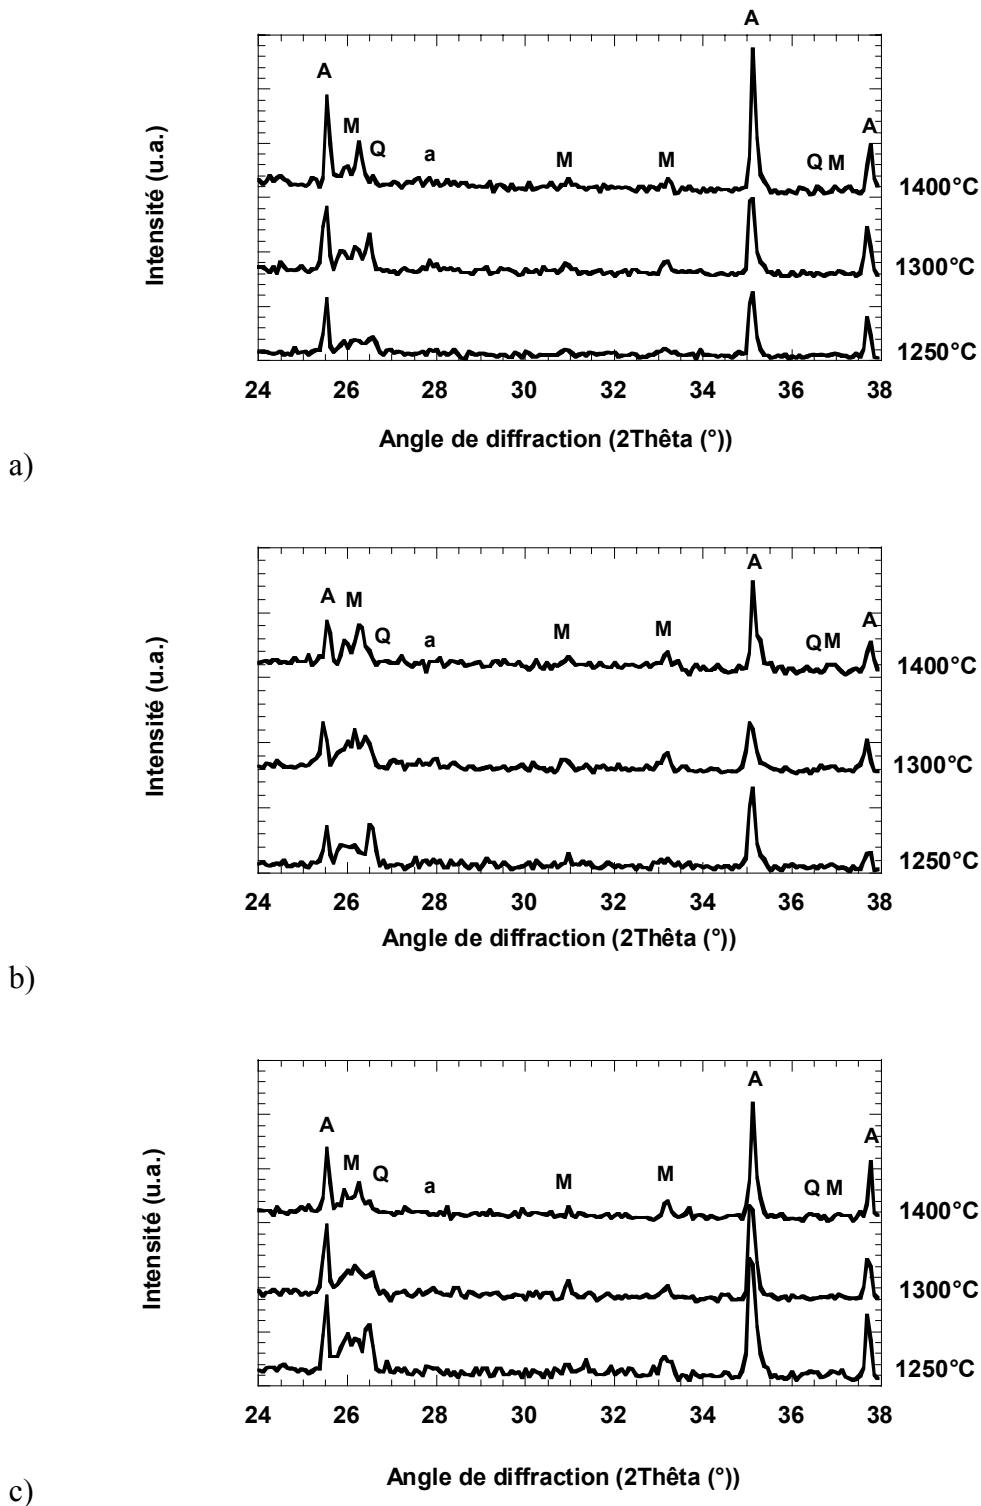 A
A
M
Q
a
M
M
Q M
A
1400°C
1300°C
1250°C
Intensité (u.a.)
24 26 28 30 32 34 36 38
Angle de diffraction (2Thêta (°))
a)
A
A M
Q
a
M
M
Q M
A
1400°C
1300°C
1250°C
Intensité (u.a.)
24 26 28 30 32 34 36 38
Angle de diffraction (2Thêta (°))
b)
A
A
M
Q
a
M
M
Q M
A
1400°C
1300°C
1250°C
Intensité (u.a.)
24 26 28 30 32 34 36 38
Angle de diffraction (2Thêta (°))
c)